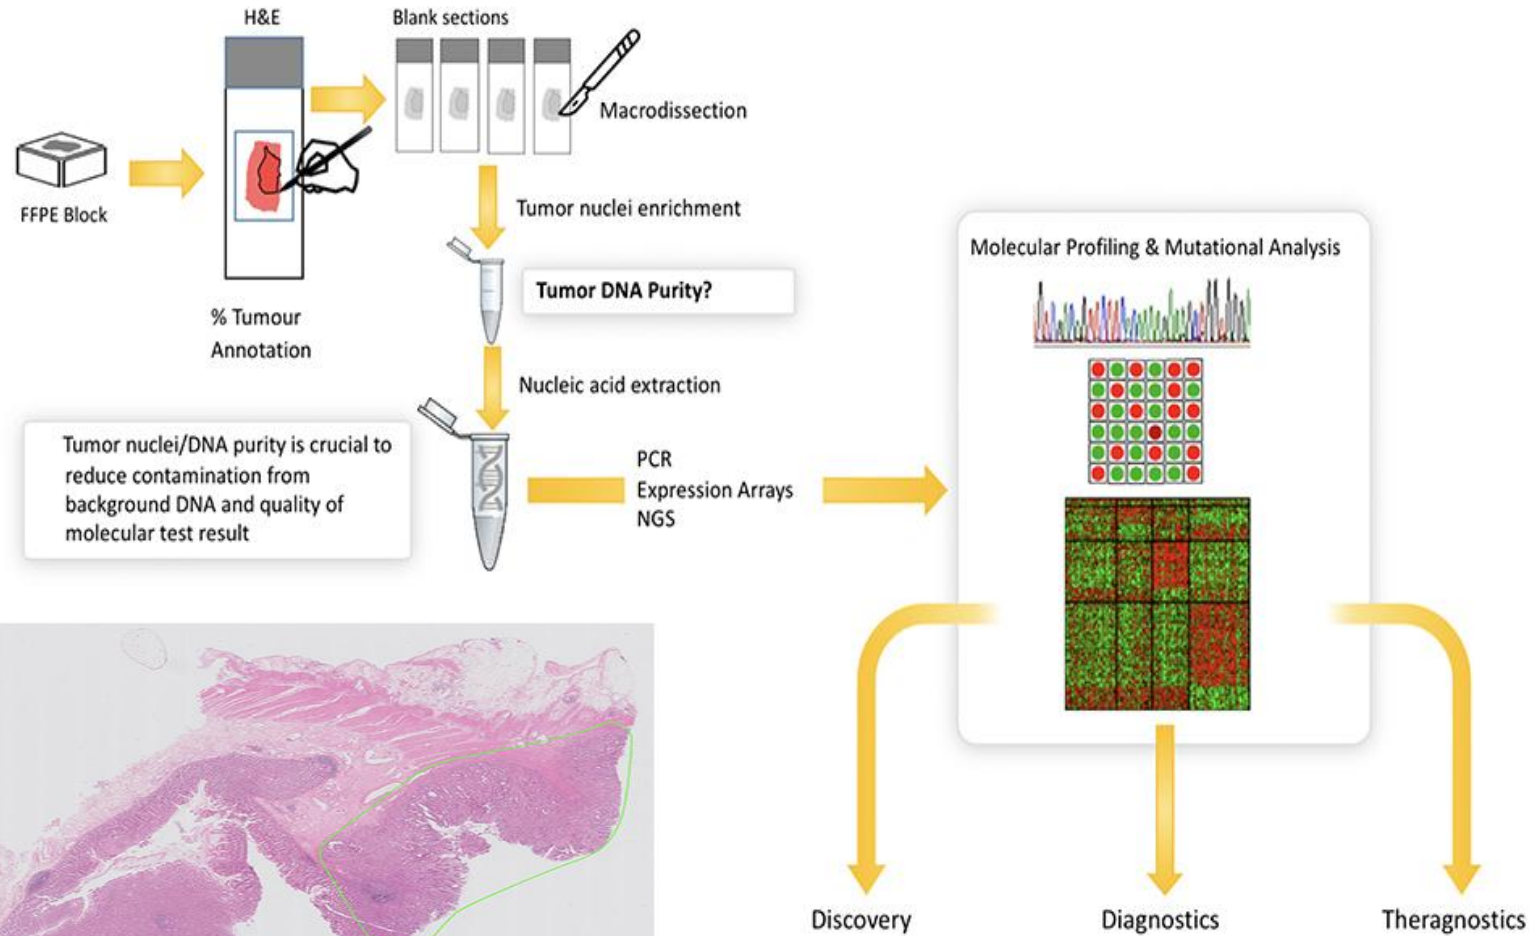 H&E
Blank sections
Macrodissection
FFPE Block
Tumor nuclei enrichment
Tumor DNA Purity?
% Tumour
Annotation
Nucleic acid extraction
Tumor nuclei/DNA purity is crucial to
reduce contamination from
background DNA and quality of
molecular test result
PCR
Expression Arrays
NGS
Molecular Profiling & Mutational Analysis
Discovery
Diagnostics
Theragnostics